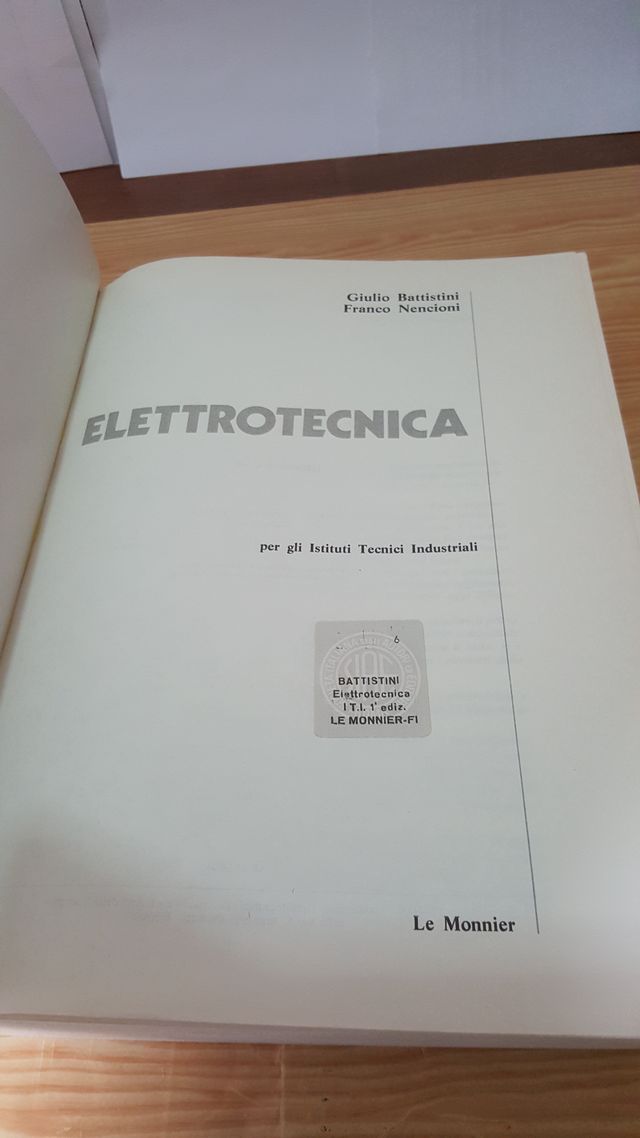 Giulio Battistini
Franco Nencioni
ELETTROTECNICA
per gli Istituti Tecnici Industriali
6
BATTISTINI
Elettrotecnica
I T.I. 1ª ediz.
LE MONNIER-FI
Le Monnier